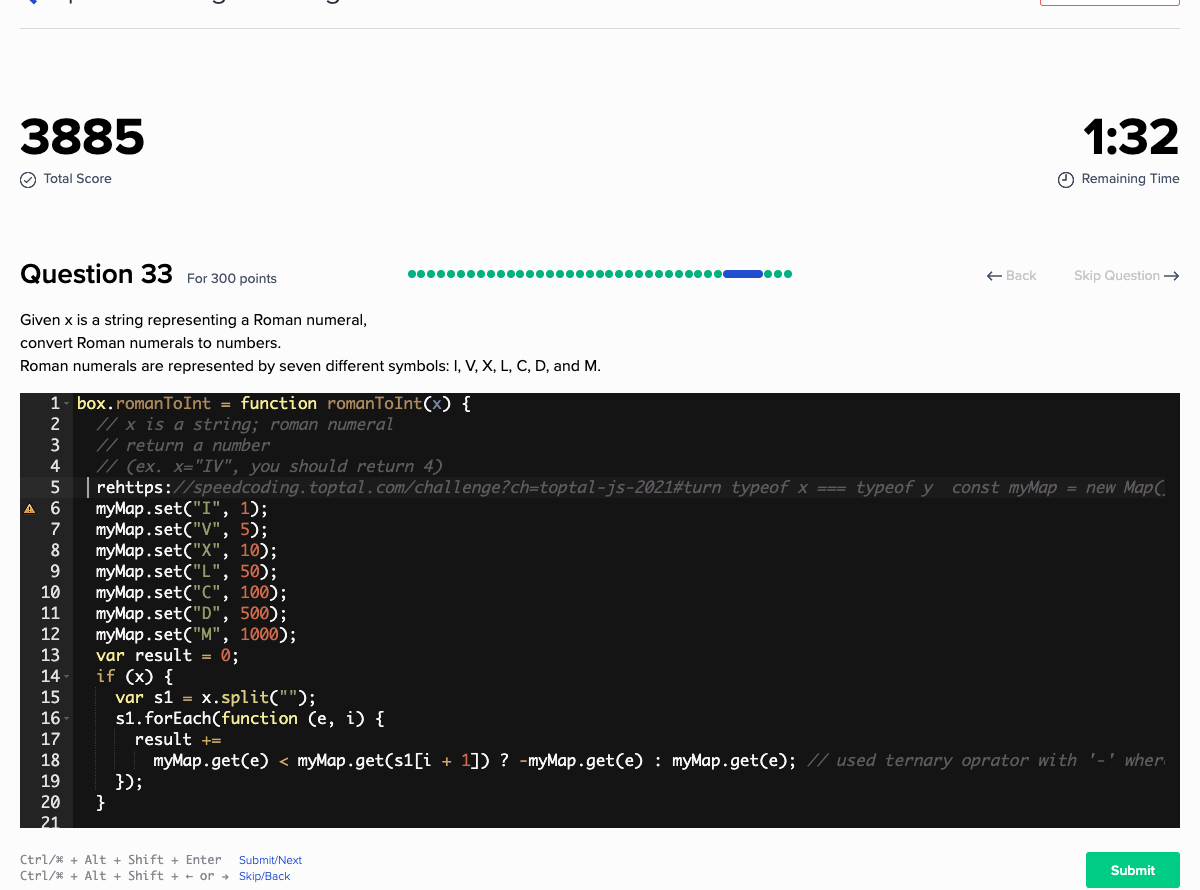 3885
Total Score
1:32
Remaining Time
Question 33 For 300 points
← Back
Skip Question →
Given x is a string representing a Roman numeral,
convert Roman numerals to numbers.
Roman numerals are represented by seven different symbols: I, V, X, L, C, D, and M.
1 box.romanToInt = function romanToInt(x) {
2 // x is a string; roman numeral
3 // return a number
4 // (ex. x="IV", you should return 4)
5 rehttps://speedcoding.toptal.com/challenge?ch=toptal-js-2021#turn typeof x === typeof y  const myMap = new Map(
6 myMap.set("I", 1);
7 myMap.set("V", 5);
8 myMap.set("X", 10);
9 myMap.set("L", 50);
10 myMap.set("C", 100);
11 myMap.set("D", 500);
12 myMap.set("M", 1000);
13 var result = 0;
14 if (x) {
15 var s1 = x.split("");
16 s1.forEach(function (e, i) {
17 result +=
18 myMap.get(e) < myMap.get(s1[i + 1]) ? -myMap.get(e) : myMap.get(e); // used ternary oprator with '-' wher
19 });
20 }
21
Ctrl/⌘ + Alt + Shift + Enter Submit/Next
Ctrl/⌘ + Alt + Shift + ← or → Skip/Back
Submit